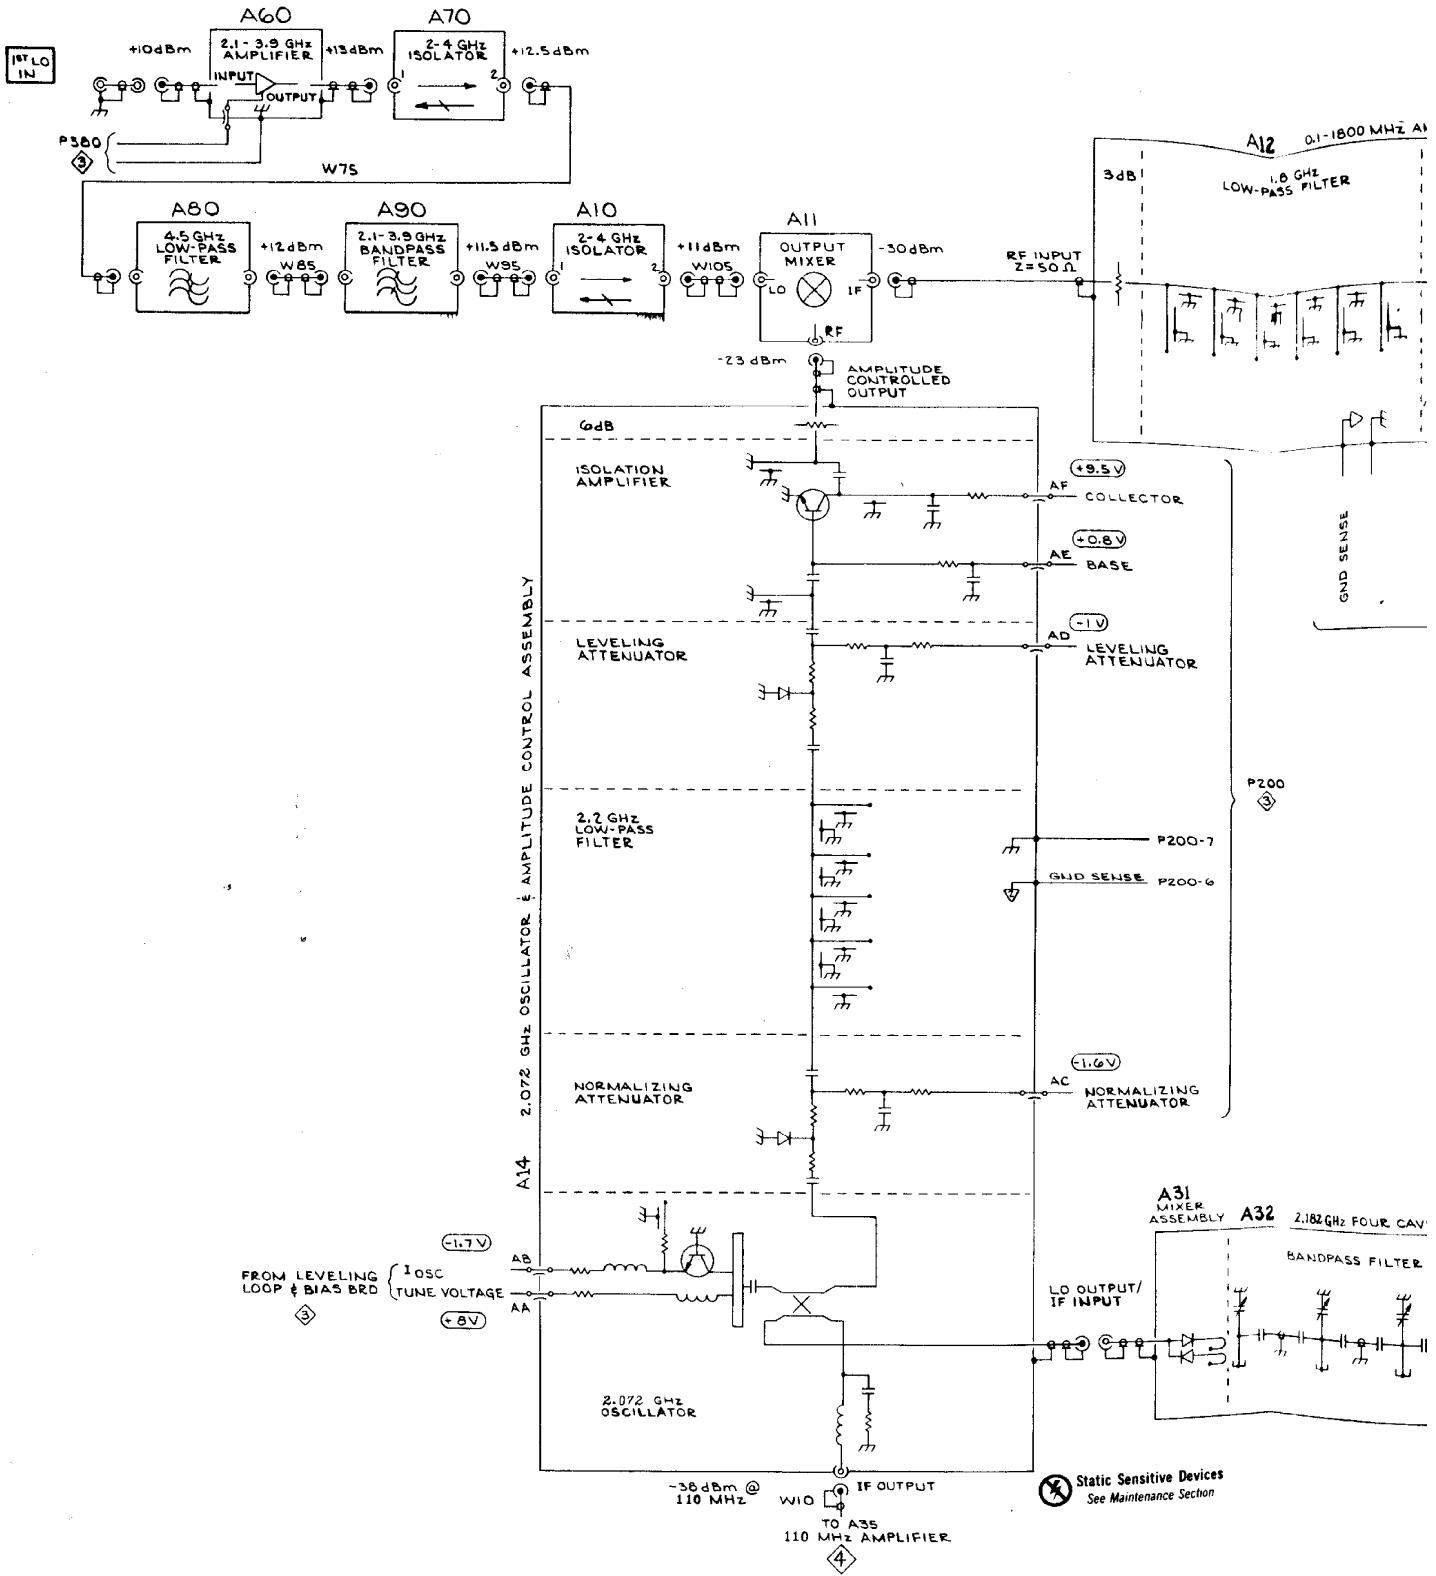 1ST LO
IN
+10dBm
A60
2.1-3.9 GHz
AMPLIFIER
INPUT
OUTPUT
+13dBm
A70
2-4 GHz
ISOLATOR
1
2
+12.5dBm
P380
3
W75
A80
4.5 GHz
LOW-PASS
FILTER
+12dBm
W85
A90
2.1-3.9GHz
BANDPASS
FILTER
+11.5dBm
W95
A10
2-4 GHz
ISOLATOR
1
2
+11dBm
W105
A11
OUTPUT
MIXER
LO
IF
RF
-30dBm
RF INPUT
Z=50Ω
A12
0.1-1800 MHz A
3dB
1.8 GHz
LOW-PASS FILTER
GND SENSE
-23 dBm
AMPLITUDE
CONTROLLED
OUTPUT
6dB
ISOLATION
AMPLIFIER
+9.5V
AF
COLLECTOR
+0.8V
AE
BASE
LEVELING
ATTENUATOR
-1V
AD
LEVELING
ATTENUATOR
2.2 GHz
LOW-PASS
FILTER
P200
3
P200-7
GND SENSE P200-6
A14 2.072 GHz OSCILLATOR & AMPLITUDE CONTROL ASSEMBLY
NORMALIZING
ATTENUATOR
-1.6V
AC
NORMALIZING
ATTENUATOR
-1.7V
AB
FROM LEVELING
LOOP & BIAS BRD
3
I OSC
TUNE VOLTAGE
AA
+8V
2.072 GHz
OSCILLATOR
A31
MIXER
ASSEMBLY
A32
2.182GHz FOUR CAV
BANDPASS FILTER
LO OUTPUT/
IF INPUT
-38dBm @
110 MHz
W10
IF OUTPUT
TO A35
110 MHz AMPLIFIER
4
Static Sensitive Devices
See Maintenance Section